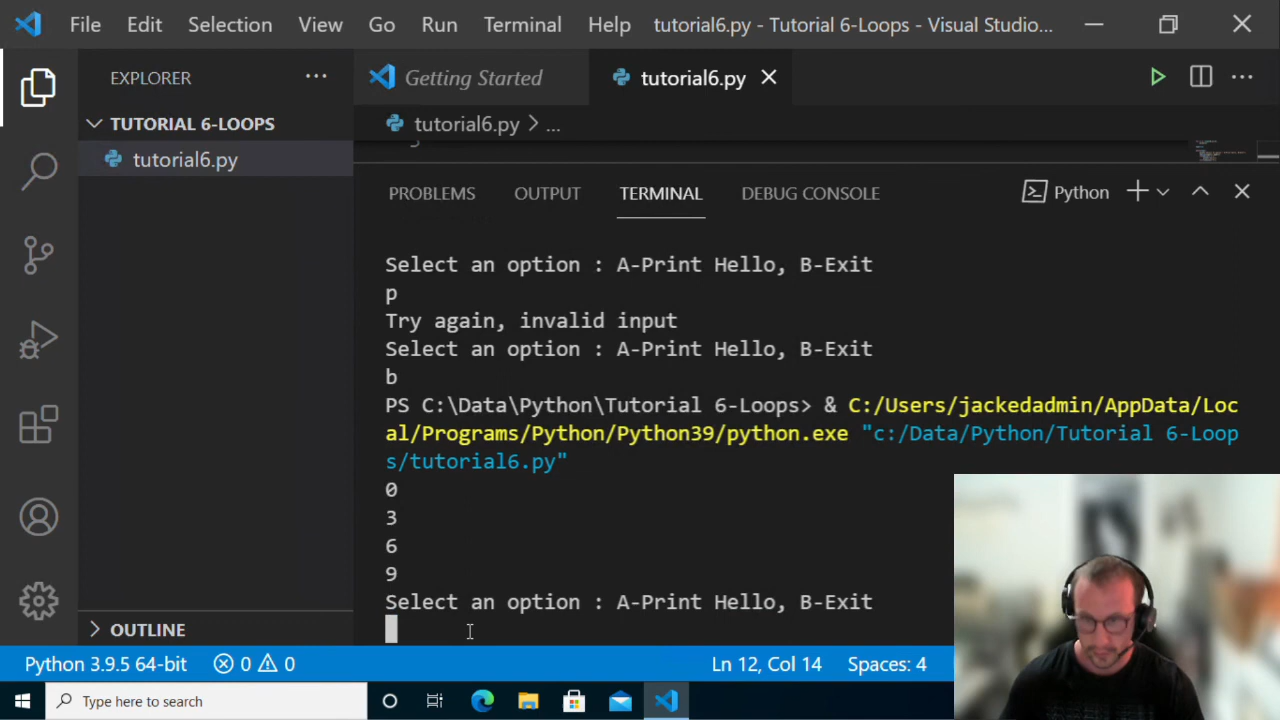 File Edit Selection View Go Run Terminal Help tutorial6.py - Tutorial 6-Loops - Visual Studio...
EXPLORER
Getting Started
tutorial6.py
TUTORIAL 6-LOOPS
tutorial6.py
tutorial6.py > ...
PROBLEMS OUTPUT TERMINAL DEBUG CONSOLE Python
Select an option : A-Print Hello, B-Exit
p
Try again, invalid input
Select an option : A-Print Hello, B-Exit
b
PS C:\Data\Python\Tutorial 6-Loops> & C:/Users/jackedadmin/AppData/Loc
al/Programs/Python/Python39/python.exe "c:/Data/Python/Tutorial 6-Loop
s/tutorial6.py"
0
3
6
9
Select an option : A-Print Hello, B-Exit
OUTLINE
Python 3.9.5 64-bit 0 0 Ln 12, Col 14 Spaces: 4
Type here to search